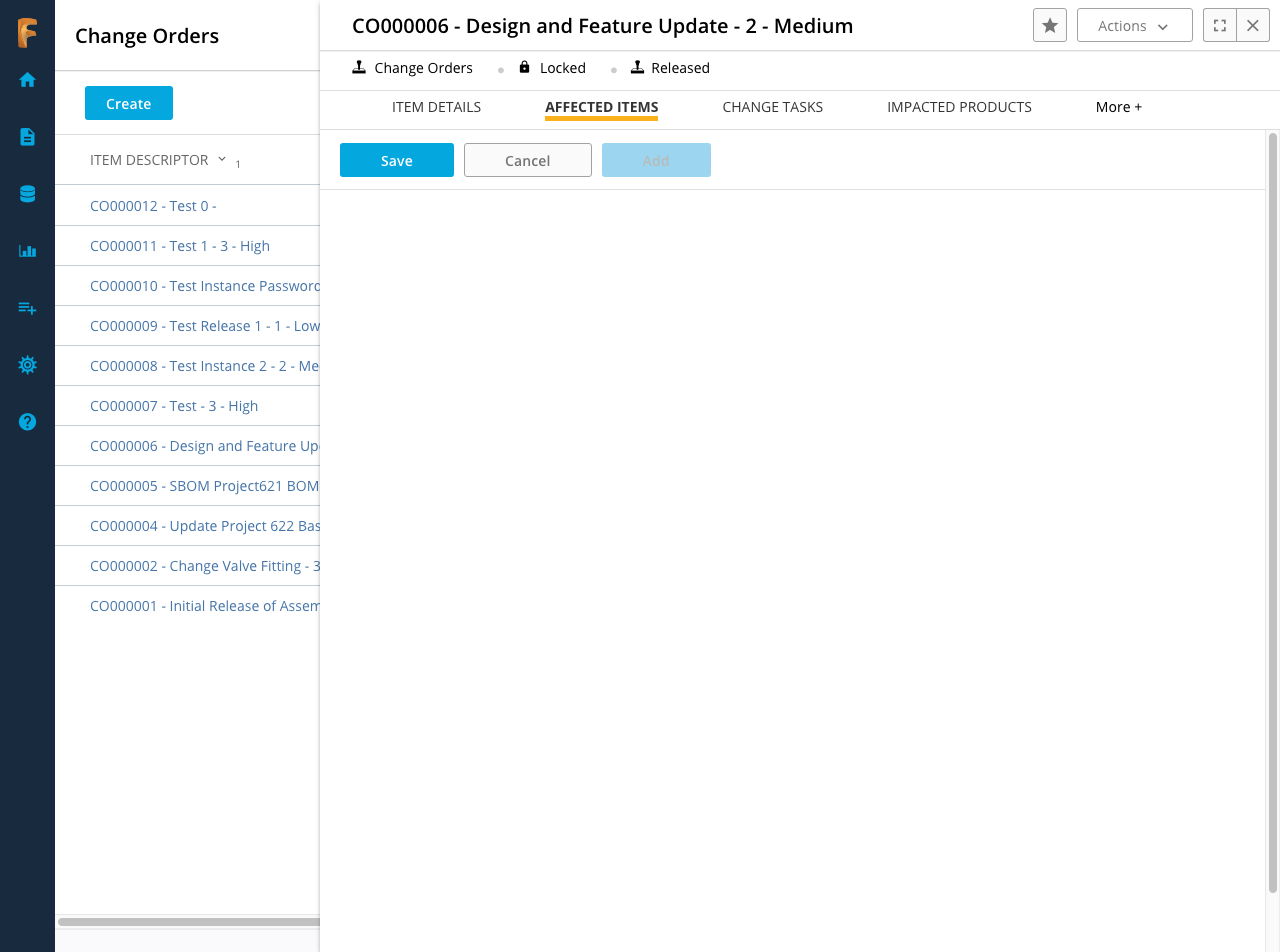 Change Orders
Create
ITEM DESCRIPTOR 1
CO000012 - Test 0 -
CO000011 - Test 1 - 3 - High
CO000010 - Test Instance Password
CO000009 - Test Release 1 - 1 - Low
CO000008 - Test Instance 2 - 2 - Me
CO000007 - Test - 3 - High
CO000006 - Design and Feature Up
CO000005 - SBOM Project621 BOM
CO000004 - Update Project 622 Bas
CO000002 - Change Valve Fitting - 3
CO000001 - Initial Release of Assem
CO000006 - Design and Feature Update - 2 - Medium
Actions
Change Orders Locked Released
ITEM DETAILS AFFECTED ITEMS CHANGE TASKS IMPACTED PRODUCTS More +
Save Cancel Add